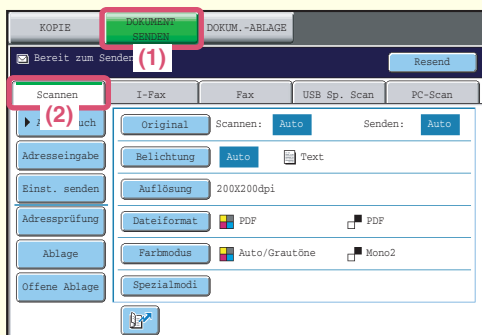 KOPIE
DOKUMENT
SENDEN
DOKUM.-ABLAGE
Bereit zum Senden
(1)
Resend
Scannen
I-Fax
Fax
USB Sp. Scan
PC-Scan
(2)
Original
Scannen:
Auto
Senden:
Auto
Adresseingabe
Belichtung
Auto
Text
Einst. senden
Auflösung
200X200dpi
Adressprüfung
Dateiformat
PDF
PDF
Ablage
Farbmodus
Auto/Grautöne
Mono2
Offene Ablage
Spezialmodi